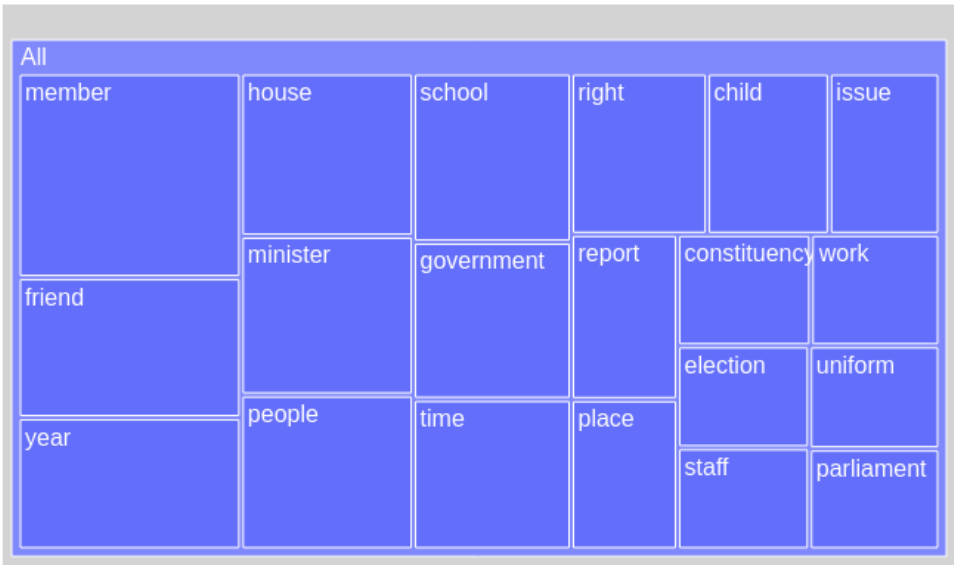 All
member
house
school
right
child
issue
minister
government
report
constituency
work
friend
election
uniform
people
time
place
year
staff
parliament